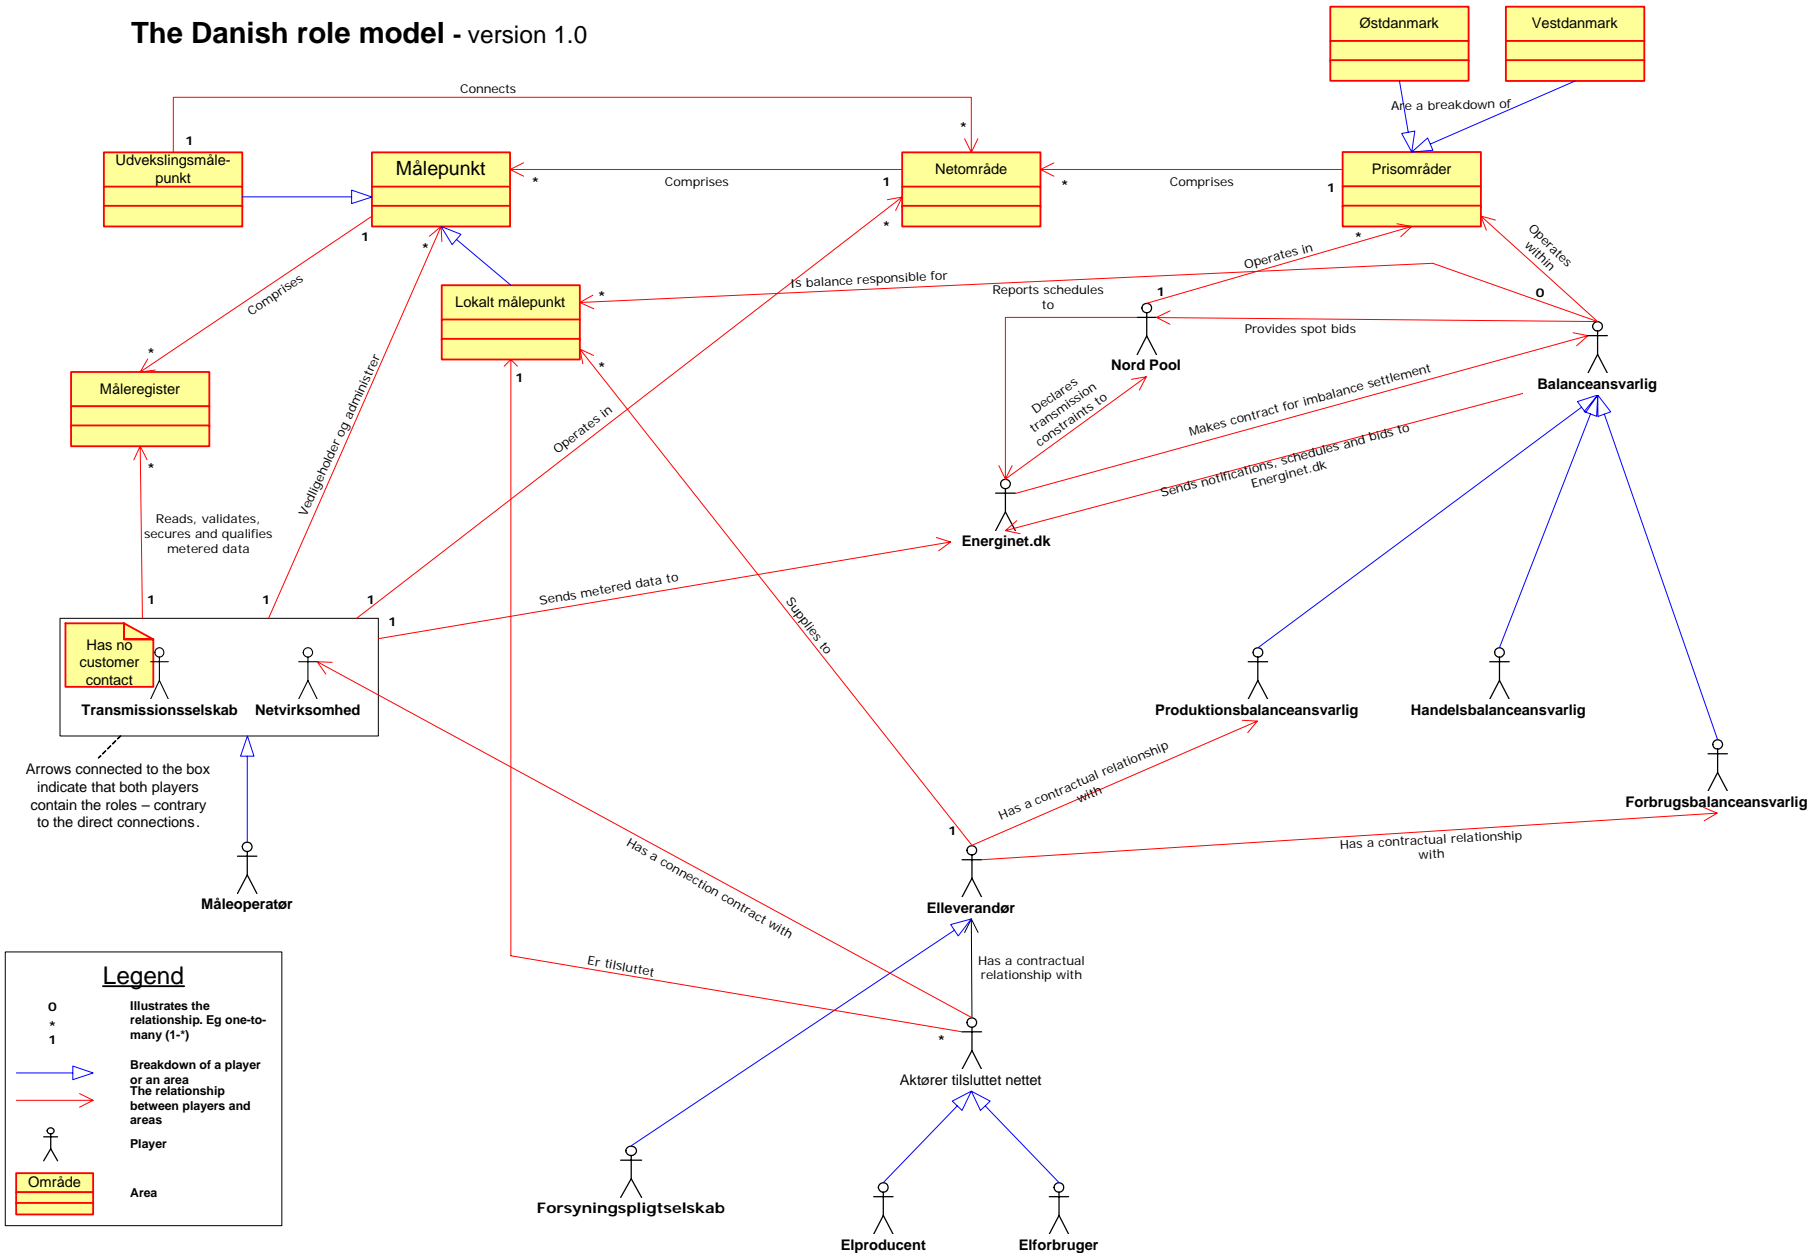 The Danish role model - version 1.0
Østdanmark
Vestdanmark
Connects
Are a breakdown of
1
*
Udvekslingsmåle-
punkt
Målepunkt
Netområde
Prisområder
*
Comprises
1
*
Comprises
1
1
*
*
*
Operates
within
Comprises
Is balance responsible for
Operates in
Lokalt målepunkt
*
Reports schedules
to
1
0
Provides spot bids
Nord Pool
Balanceansvarlig
*
Måleregister
*
1
Vedligeholder og administrer
Operates in
Declares
transmission
constraints to
Makes contract for imbalance settlement
Sends notifications, schedules and bids to
Energinet.dk
*
Reads, validates,
secures and qualifies
metered data
Energinet.dk
Sends metered data to
1
1
1
1
Supplies to
Has no
customer
contact
Transmissionsselskab
Netvirksomhed
Produktionsbalanceansvarlig
Handelsbalanceansvarlig
Arrows connected to the box
indicate that both players
contain the roles – contrary
to the direct connections.
Has a contractual relationship
with
Forbrugsbalanceansvarlig
1
Has a contractual relationship
with
Måleoperatør
Has a connection contract with
Elleverandør
Er tilsluttet
Has a contractual
relationship with
*
Aktører tilsluttet nettet
Legend
0
*
1
Illustrates the
relationship. Eg one-to-
many (1-*)
Breakdown of a player
or an area
The relationship
between players and
areas
Player
Område
Area
Forsyningspligtselskab
Elproducent
Elforbruger